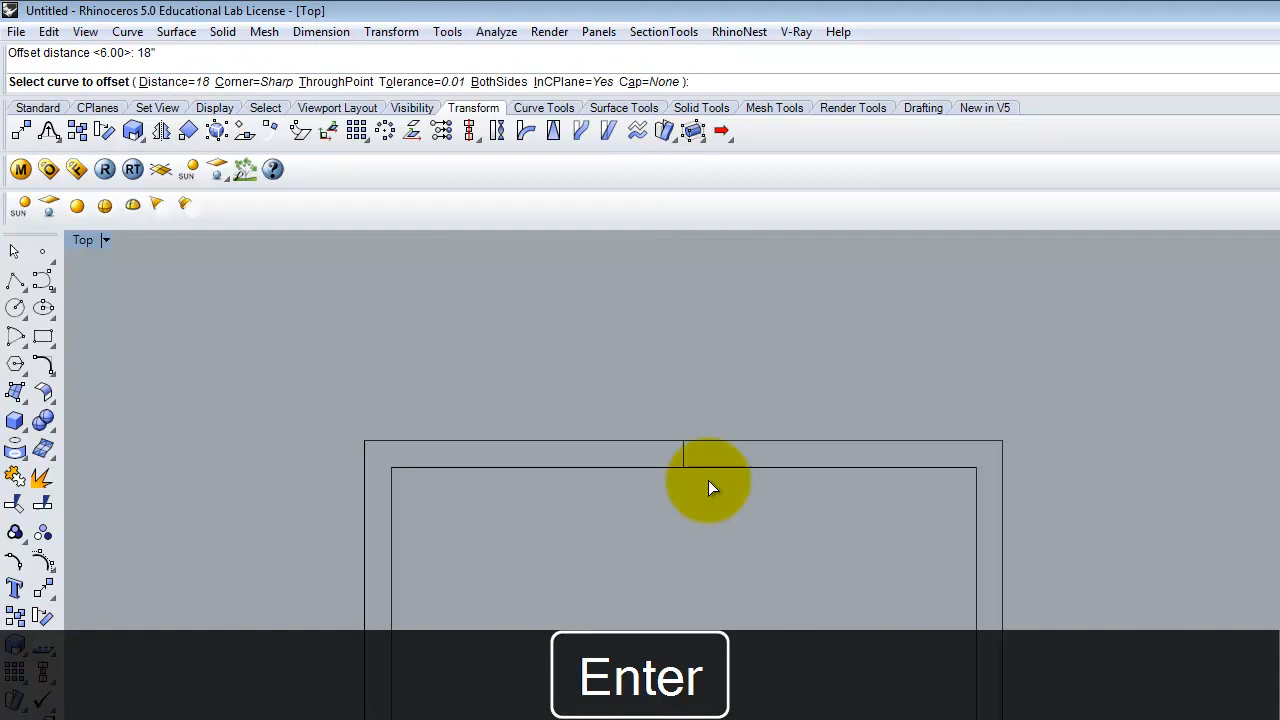 Untitled - Rhinoceros 5.0 Educational Lab License - [Top]
File Edit View Curve Surface Solid Mesh Dimension Transform Tools Analyze Render Panels SectionTools RhinoNest V-Ray Help
Offset distance <6.00>: 18"
Select curve to offset ( Distance=18 Corner=Sharp ThroughPoint Tolerance=0.01 BothSides InCPlane=Yes Cap=None ):
Standard CPlanes Set View Display Select Viewport Layout Visibility Transform Curve Tools Surface Tools Solid Tools Mesh Tools Render Tools Drafting New in V5
M O F R RT SUN ?
SUN
Top
T
Enter